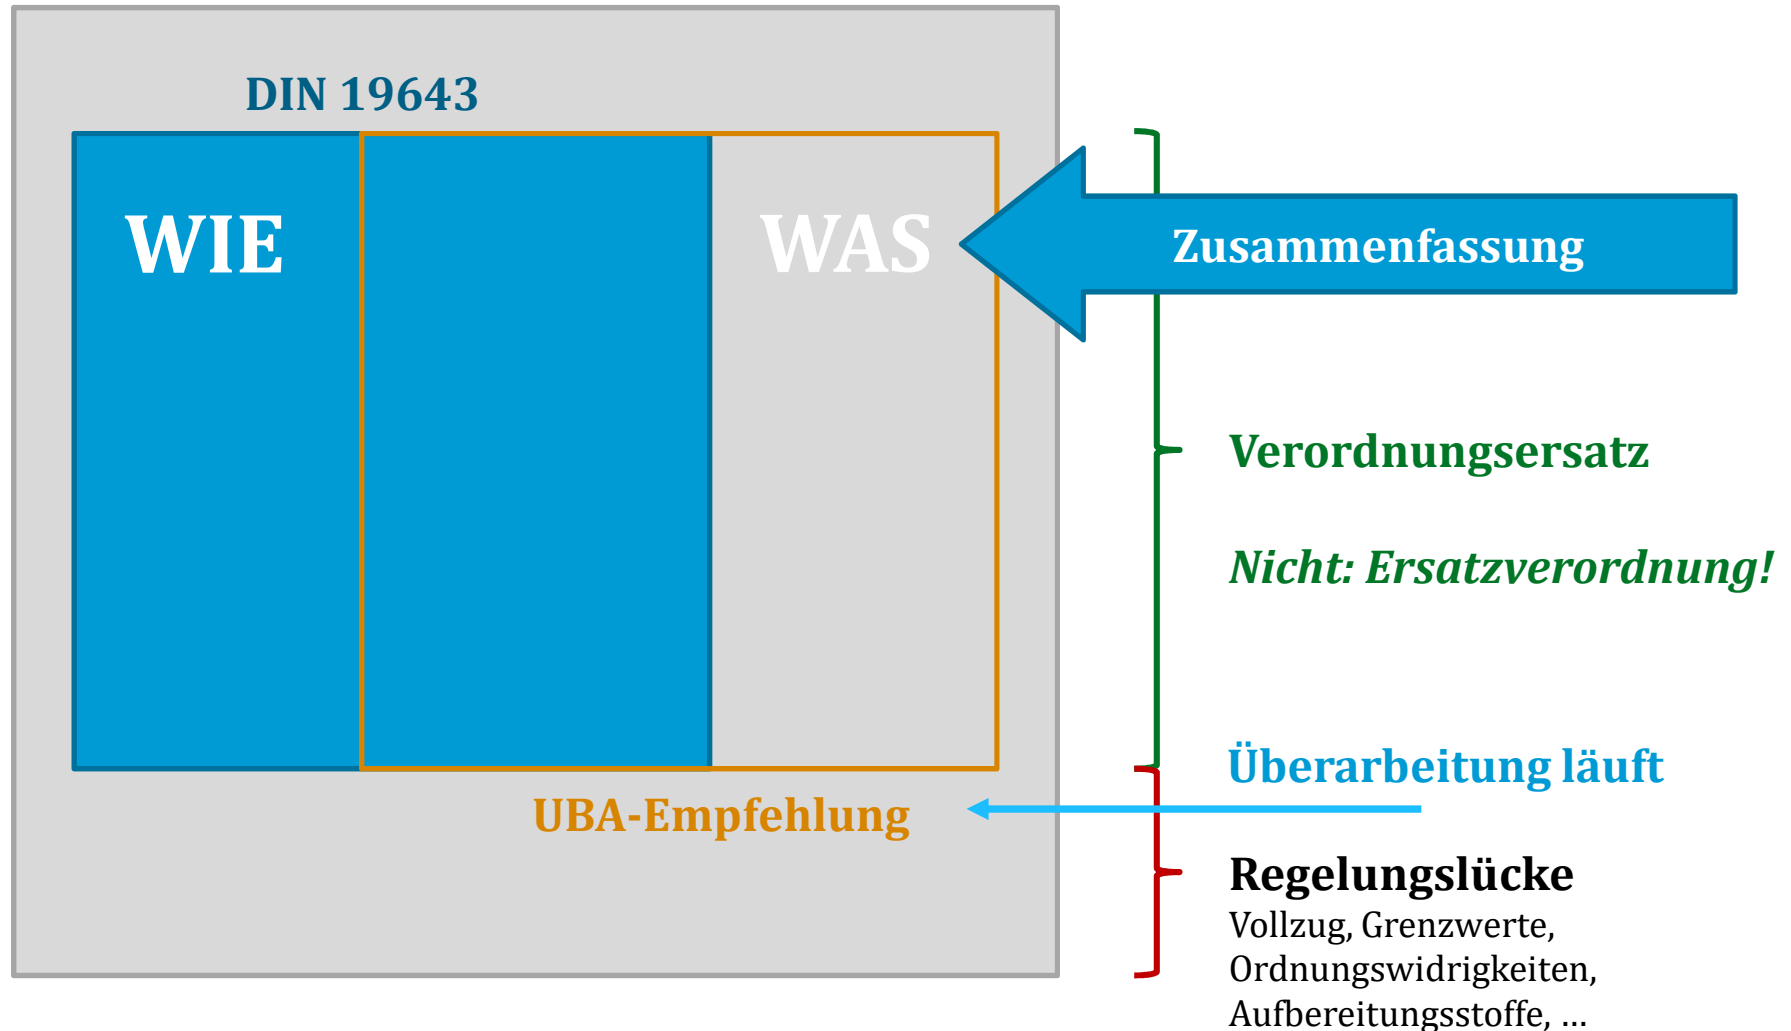 DIN 19643
WIE
WAS
Zusammenfassung
Verordnungsersatz
Nicht: Ersatzverordnung!
Überarbeitung läuft
UBA-Empfehlung
Regelungslücke
Vollzug, Grenzwerte,
Ordnungswidrigkeiten,
Aufbereitungsstoffe, ...